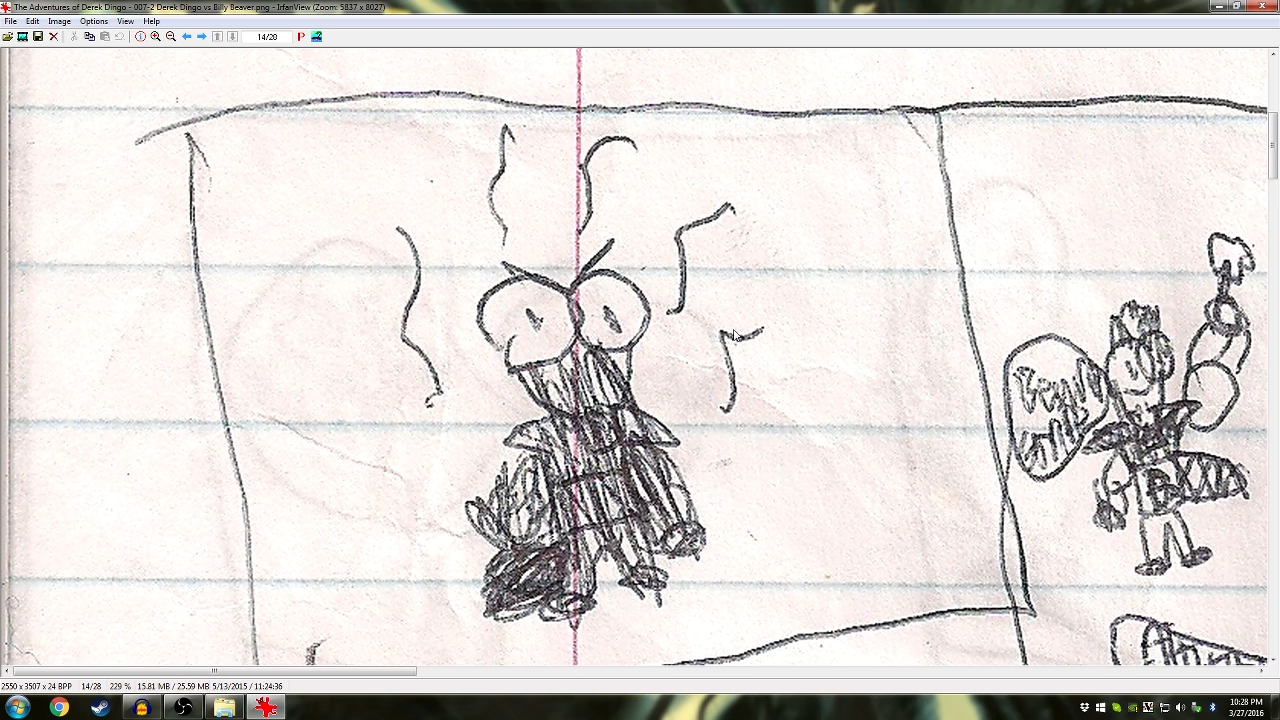 The Adventures of Derek Dingo - 007-2 Derek Dingo vs Billy Beaver.png - IrfanView (Zoom: 5837 x 8027)
File Edit Image Options View Help
14/28
2550 x 3507 x 24 BPP 14/28 229 % 15.81 MB / 25.59 MB 5/13/2015 / 11:24:36
10:28 PM
3/27/2016